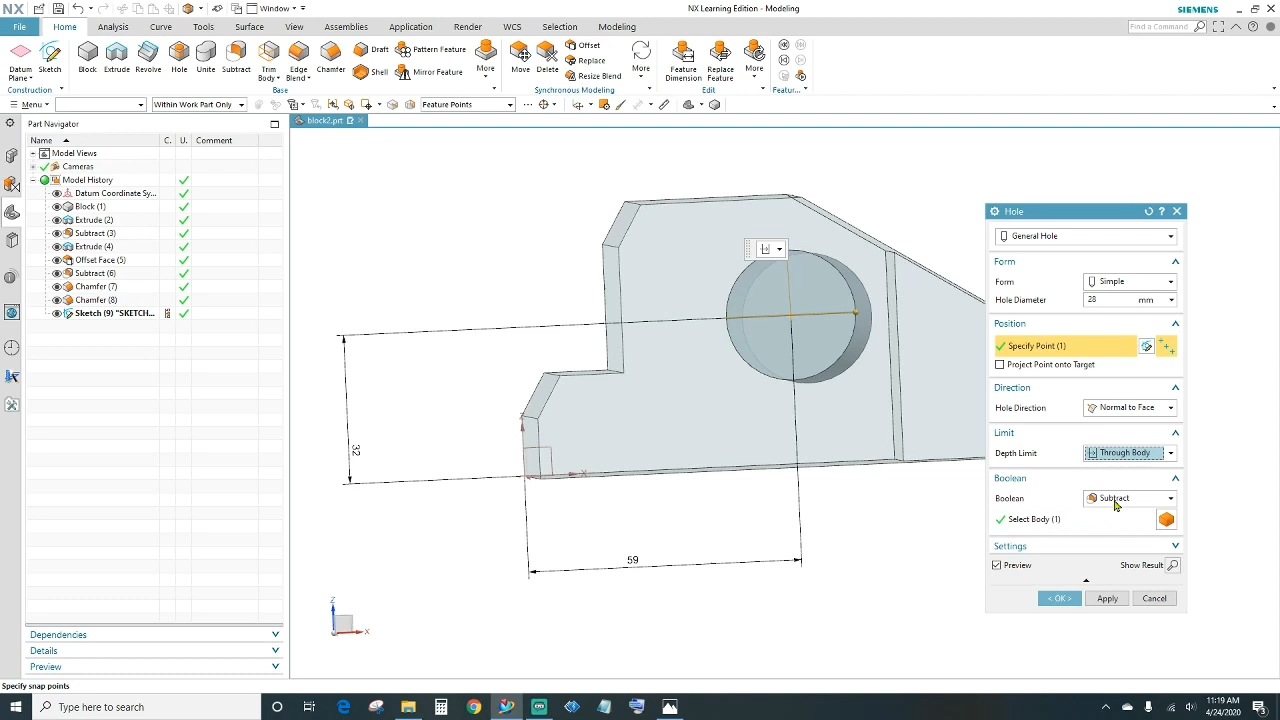 NX
Window
NX Learning Edition - Modeling
SIEMENS
File
Home
Analysis
Curve
Tools
Surface
Assemblies
Application
Render
WCS
Selection
Modeling
Find a Command
Datum Plane
Sketch
Block
Extrude
Revolve
Hole
Unite
Subtract
Trim Body
Edge Blend
Chamfer
Draft
Shell
Pattern Feature
Mirror Feature
More
Move
Delete
Offset
Replace
Resize Blend
More
Feature Dimension
Replace Feature
More
Construction
Base
Synchronous Modeling
Edit
Featur...
Menu
Within Work Part Only
Feature Points
Part Navigator
block2.prt
Name
C.
U.
Comment
Model Views
Cameras
Model History
Datum Coordinate Sy...
Block (1)
Extrude (2)
Subtract (3)
Extrude (4)
Offset Face (5)
Subtract (6)
Chamfer (7)
Chamfer (8)
Sketch (9) "SKETCH...
32
59
X
Z
X
Hole
General Hole
Form
Form
Simple
Hole Diameter
28
mm
Position
Specify Point (1)
Project Point onto Target
Direction
Hole Direction
Normal to Face
Limit
Depth Limit
Through Body
Boolean
Boolean
Subtract
Select Body (1)
Settings
Preview
Show Result
< OK >
Apply
Cancel
Dependencies
Details
Preview
Specify snap points
Type here to search
11:19 AM
4/24/2020